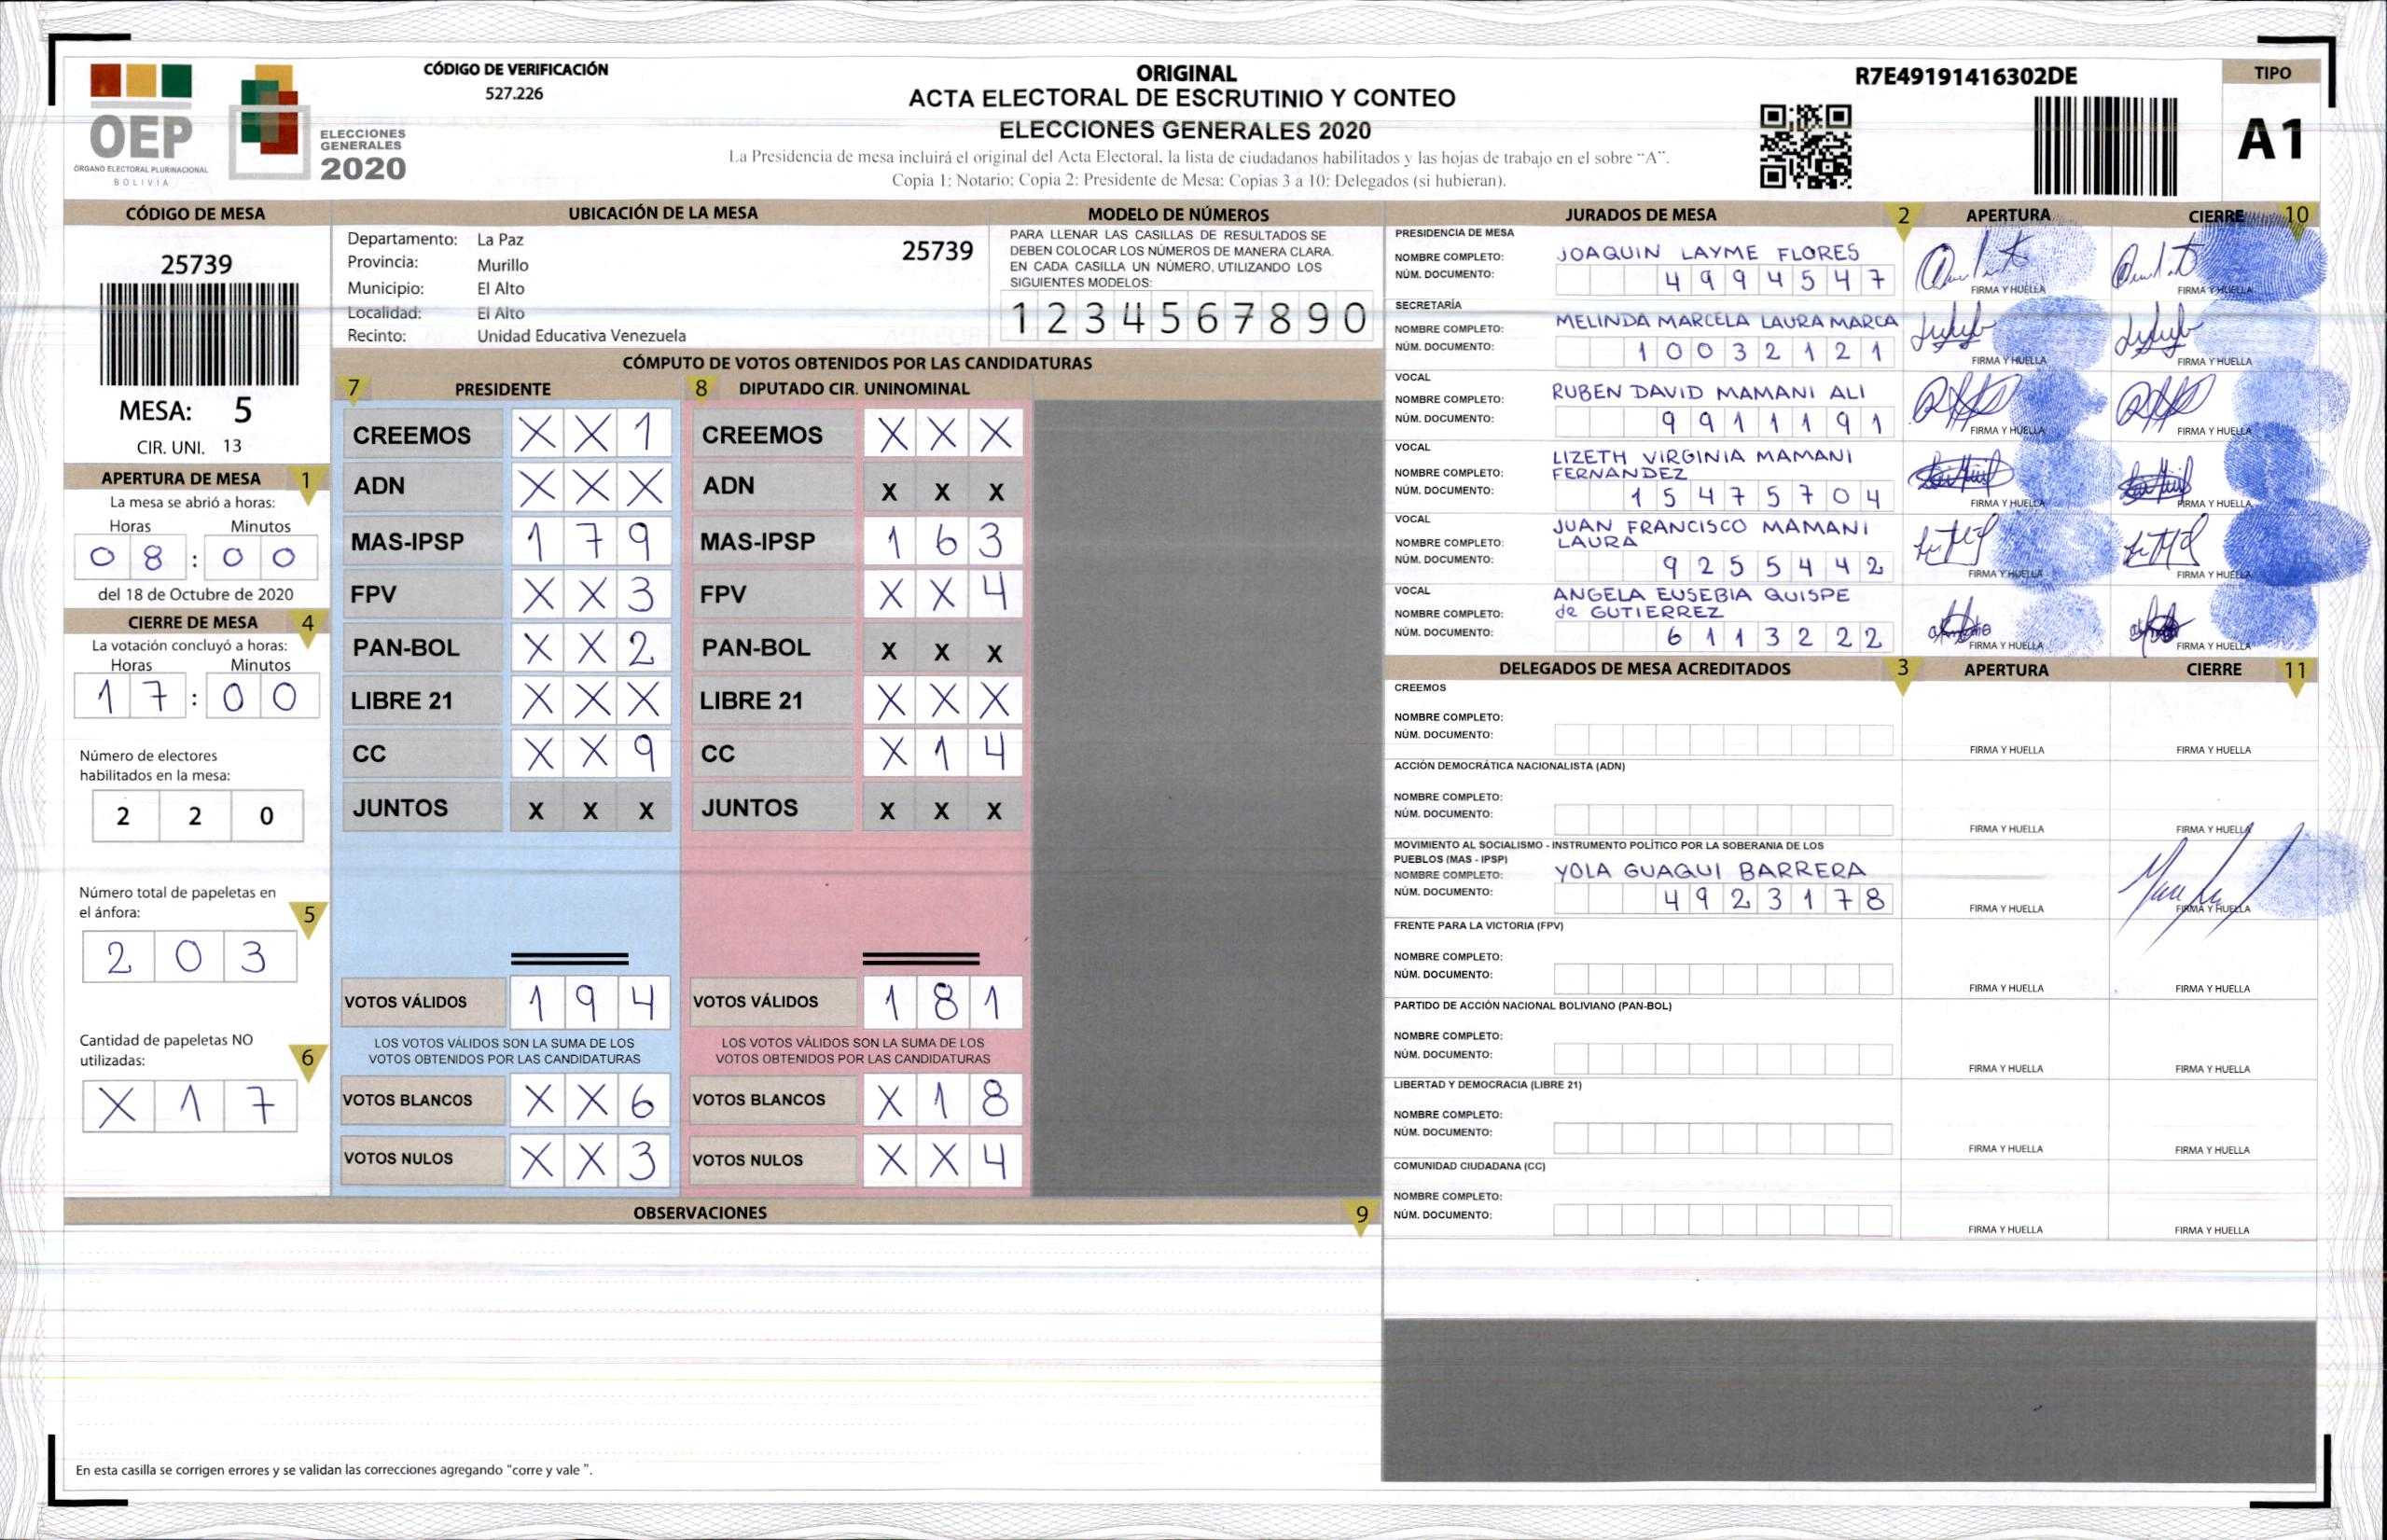 OEP
ÓRGANO ELECTORAL PLURINACIONAL
BOLIVIA
ELECCIONES
GENERALES
2020
CÓDIGO DE VERIFICACIÓN
527.226
ORIGINAL
ACTA ELECTORAL DE ESCRUTINIO Y CONTEO
ELECCIONES GENERALES 2020
La Presidencia de mesa incluirá el original del Acta Electoral, la lista de ciudadanos habilitados y las hojas de trabajo en el sobre "A".
Copia 1: Notario; Copia 2: Presidente de Mesa; Copias 3 a 10: Delegados (si hubieran).
R7E49191416302DE
TIPO
A1
CÓDIGO DE MESA
25739
MESA: 5
CIR. UNI. 13
APERTURA DE MESA 1
La mesa se abrió a horas:
Horas Minutos
08:00
del 18 de Octubre de 2020
CIERRE DE MESA 4
La votación concluyó a horas:
Horas Minutos
17:00
Número de electores
habilitados en la mesa:
2 2 0
Número total de papeletas en
el ánfora: 5
2 0 3
Cantidad de papeletas NO
utilizadas: 6
X 1 7
UBICACIÓN DE LA MESA
Departamento: La Paz 25739
Provincia: Murillo
Municipio: El Alto
Localidad: El Alto
Recinto: Unidad Educativa Venezuela
MODELO DE NÚMEROS
PARA LLENAR LAS CASILLAS DE RESULTADOS SE
DEBEN COLOCAR LOS NÚMEROS DE MANERA CLARA.
EN CADA CASILLA UN NÚMERO, UTILIZANDO LOS
SIGUIENTES MODELOS:
1 2 3 4 5 6 7 8 9 0
CÓMPUTO DE VOTOS OBTENIDOS POR LAS CANDIDATURAS
7 PRESIDENTE
CREEMOS X X 1
ADN X X X
MAS-IPSP 1 7 9
FPV X X 3
PAN-BOL X X 2
LIBRE 21 X X X
CC X X 9
JUNTOS X X X
VOTOS VÁLIDOS 1 9 4
LOS VOTOS VÁLIDOS SON LA SUMA DE LOS
VOTOS OBTENIDOS POR LAS CANDIDATURAS
VOTOS BLANCOS X X 6
VOTOS NULOS X X 3
8 DIPUTADO CIR. UNINOMINAL
CREEMOS X X X
ADN X X X
MAS-IPSP 1 6 3
FPV X X 4
PAN-BOL X X X
LIBRE 21 X X X
CC X 1 4
JUNTOS X X X
VOTOS VÁLIDOS 1 8 1
LOS VOTOS VÁLIDOS SON LA SUMA DE LOS
VOTOS OBTENIDOS POR LAS CANDIDATURAS
VOTOS BLANCOS X 1 8
VOTOS NULOS X X 4
OBSERVACIONES 9
En esta casilla se corrigen errores y se validan las correcciones agregando "corre y vale ".
JURADOS DE MESA 2 APERTURA CIERRE 10
PRESIDENCIA DE MESA
NOMBRE COMPLETO: JOAQUIN LAYME FLORES
NÚM. DOCUMENTO: 4994547
FIRMA Y HUELLA FIRMA Y HUELLA
SECRETARÍA
NOMBRE COMPLETO: MELINDA MARCELA LAURA MARCA
NÚM. DOCUMENTO: 10032121
FIRMA Y HUELLA FIRMA Y HUELLA
VOCAL
NOMBRE COMPLETO: RUBEN DAVID MAMANI ALI
NÚM. DOCUMENTO: 9911191
FIRMA Y HUELLA FIRMA Y HUELLA
VOCAL
LIZETH VIRGINIA MAMANI
NOMBRE COMPLETO: FERNANDEZ
NÚM. DOCUMENTO: 15475704
FIRMA Y HUELLA FIRMA Y HUELLA
VOCAL
JUAN FRANCISCO MAMANI
NOMBRE COMPLETO: LAURA
NÚM. DOCUMENTO: 9255442
FIRMA Y HUELLA FIRMA Y HUELLA
VOCAL
ANGELA EUSEBIA QUISPE
NOMBRE COMPLETO: de GUTIERREZ
NÚM. DOCUMENTO: 6113222
FIRMA Y HUELLA FIRMA Y HUELLA
DELEGADOS DE MESA ACREDITADOS 3 APERTURA CIERRE 11
CREEMOS
NOMBRE COMPLETO:
NÚM. DOCUMENTO:
FIRMA Y HUELLA FIRMA Y HUELLA
ACCIÓN DEMOCRÁTICA NACIONALISTA (ADN)
NOMBRE COMPLETO:
NÚM. DOCUMENTO:
FIRMA Y HUELLA FIRMA Y HUELLA
MOVIMIENTO AL SOCIALISMO - INSTRUMENTO POLÍTICO POR LA SOBERANIA DE LOS
PUEBLOS (MAS - IPSP)
NOMBRE COMPLETO: YOLA GUAQUI BARRERA
NÚM. DOCUMENTO: 4923178
FIRMA Y HUELLA FIRMA Y HUELLA
FRENTE PARA LA VICTORIA (FPV)
NOMBRE COMPLETO:
NÚM. DOCUMENTO:
FIRMA Y HUELLA FIRMA Y HUELLA
PARTIDO DE ACCIÓN NACIONAL BOLIVIANO (PAN-BOL)
NOMBRE COMPLETO:
NÚM. DOCUMENTO:
FIRMA Y HUELLA FIRMA Y HUELLA
LIBERTAD Y DEMOCRACIA (LIBRE 21)
NOMBRE COMPLETO:
NÚM. DOCUMENTO:
FIRMA Y HUELLA FIRMA Y HUELLA
COMUNIDAD CIUDADANA (CC)
NOMBRE COMPLETO:
NÚM. DOCUMENTO:
FIRMA Y HUELLA FIRMA Y HUELLA